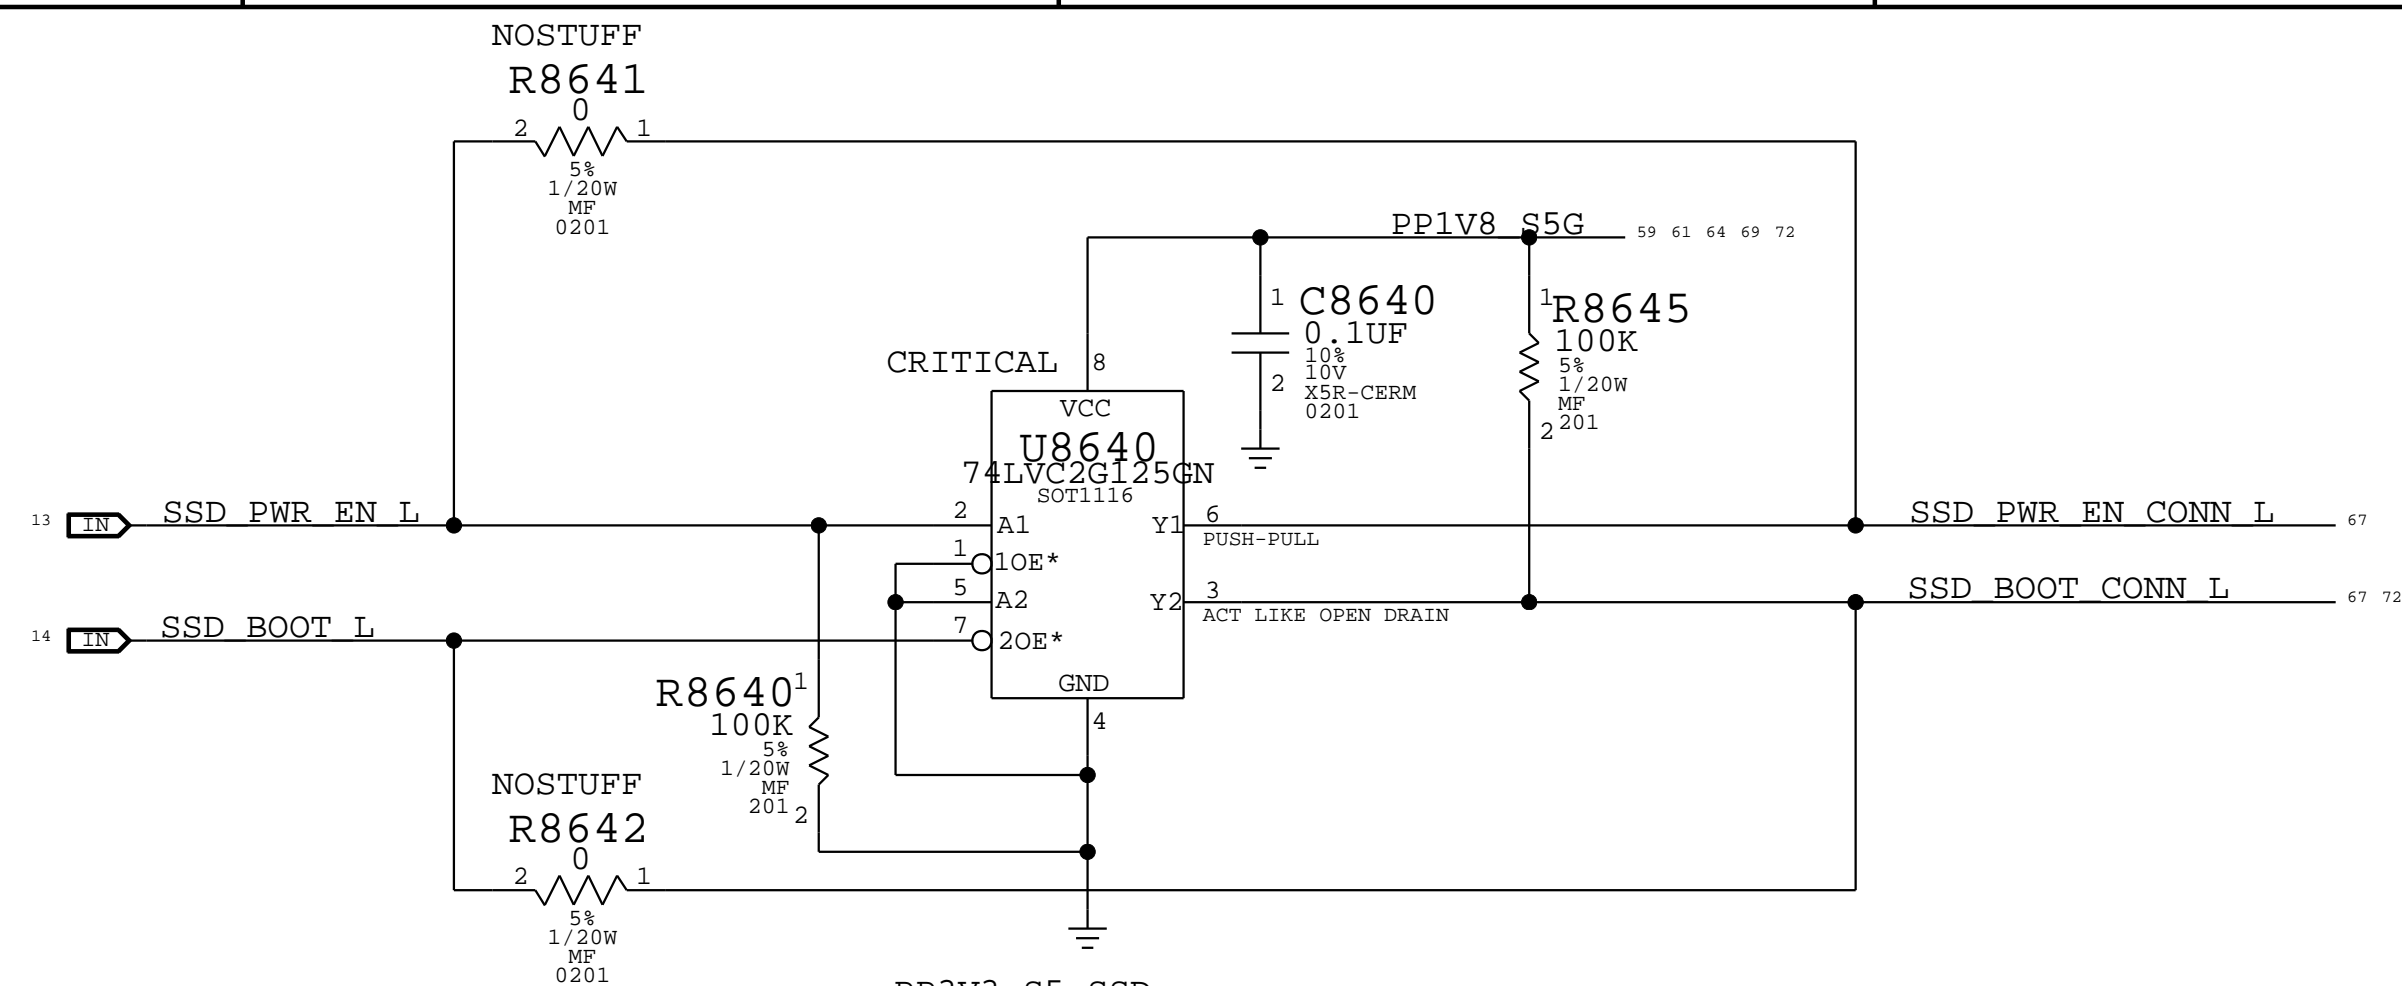 NOSTUFF
R8641
0
2 1
5%
1/20W
MF
0201
PP1V8_S5G 59 61 64 69 72
1 C8640
0.1UF
10%
10V
2 X5R-CERM
0201
1 R8645
100K
5%
1/20W
MF
2 201
CRITICAL 8
VCC
U8640
74LVC2G125GN
SOT1116
13 IN SSD_PWR_EN_L 2 A1 Y1 6 SSD_PWR_EN_CONN_L 67
PUSH-PULL
1 1OE*
5 A2 Y2 3 SSD_BOOT_CONN_L 67 72
ACT LIKE OPEN DRAIN
14 IN SSD_BOOT_L 7 2OE*
GND
4
R8640 1
100K
5%
1/20W
MF
201 2
NOSTUFF
R8642
0
2 1
5%
1/20W
MF
0201